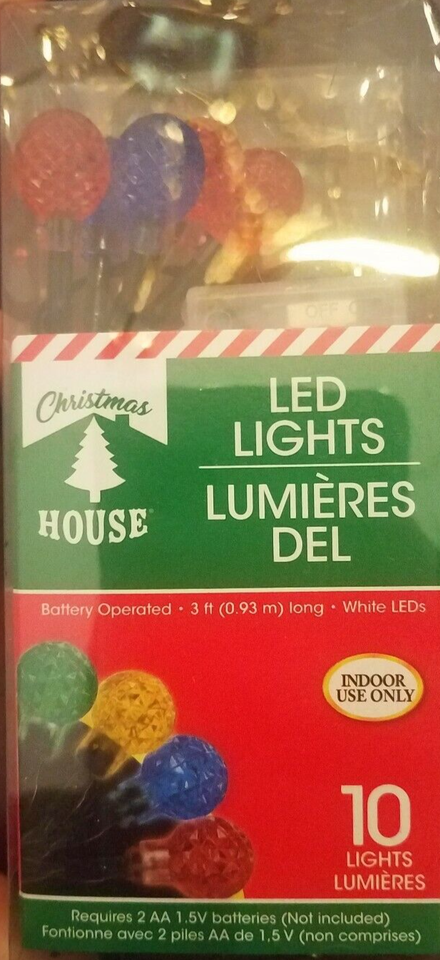 OFF
Christmas
HOUSE
LED
LIGHTS
LUMIÈRES
DEL
Battery Operated • 3 ft (0.93 m) long • White LEDs
INDOOR
USE ONLY
10
LIGHTS
LUMIÈRES
Requires 2 AA 1.5V batteries (Not included)
Fontionne avec 2 piles AA de 1,5 V (non comprises)